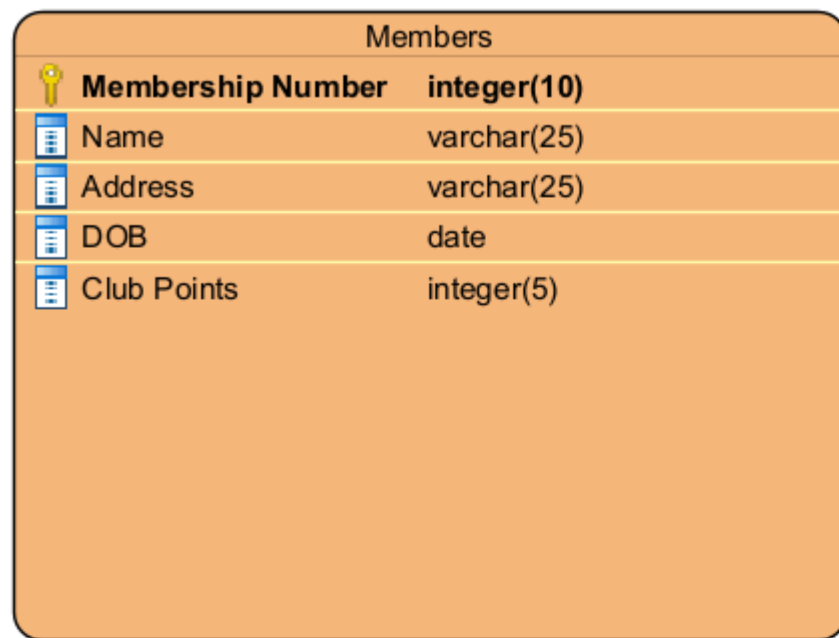 Members
Membership Number integer(10)
Name varchar(25)
Address varchar(25)
DOB date
Club Points integer(5)